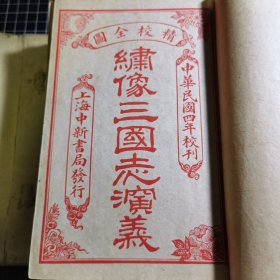 精校全圖
中華民國四年校刊
繡像三國志演義
上海申新書局發行